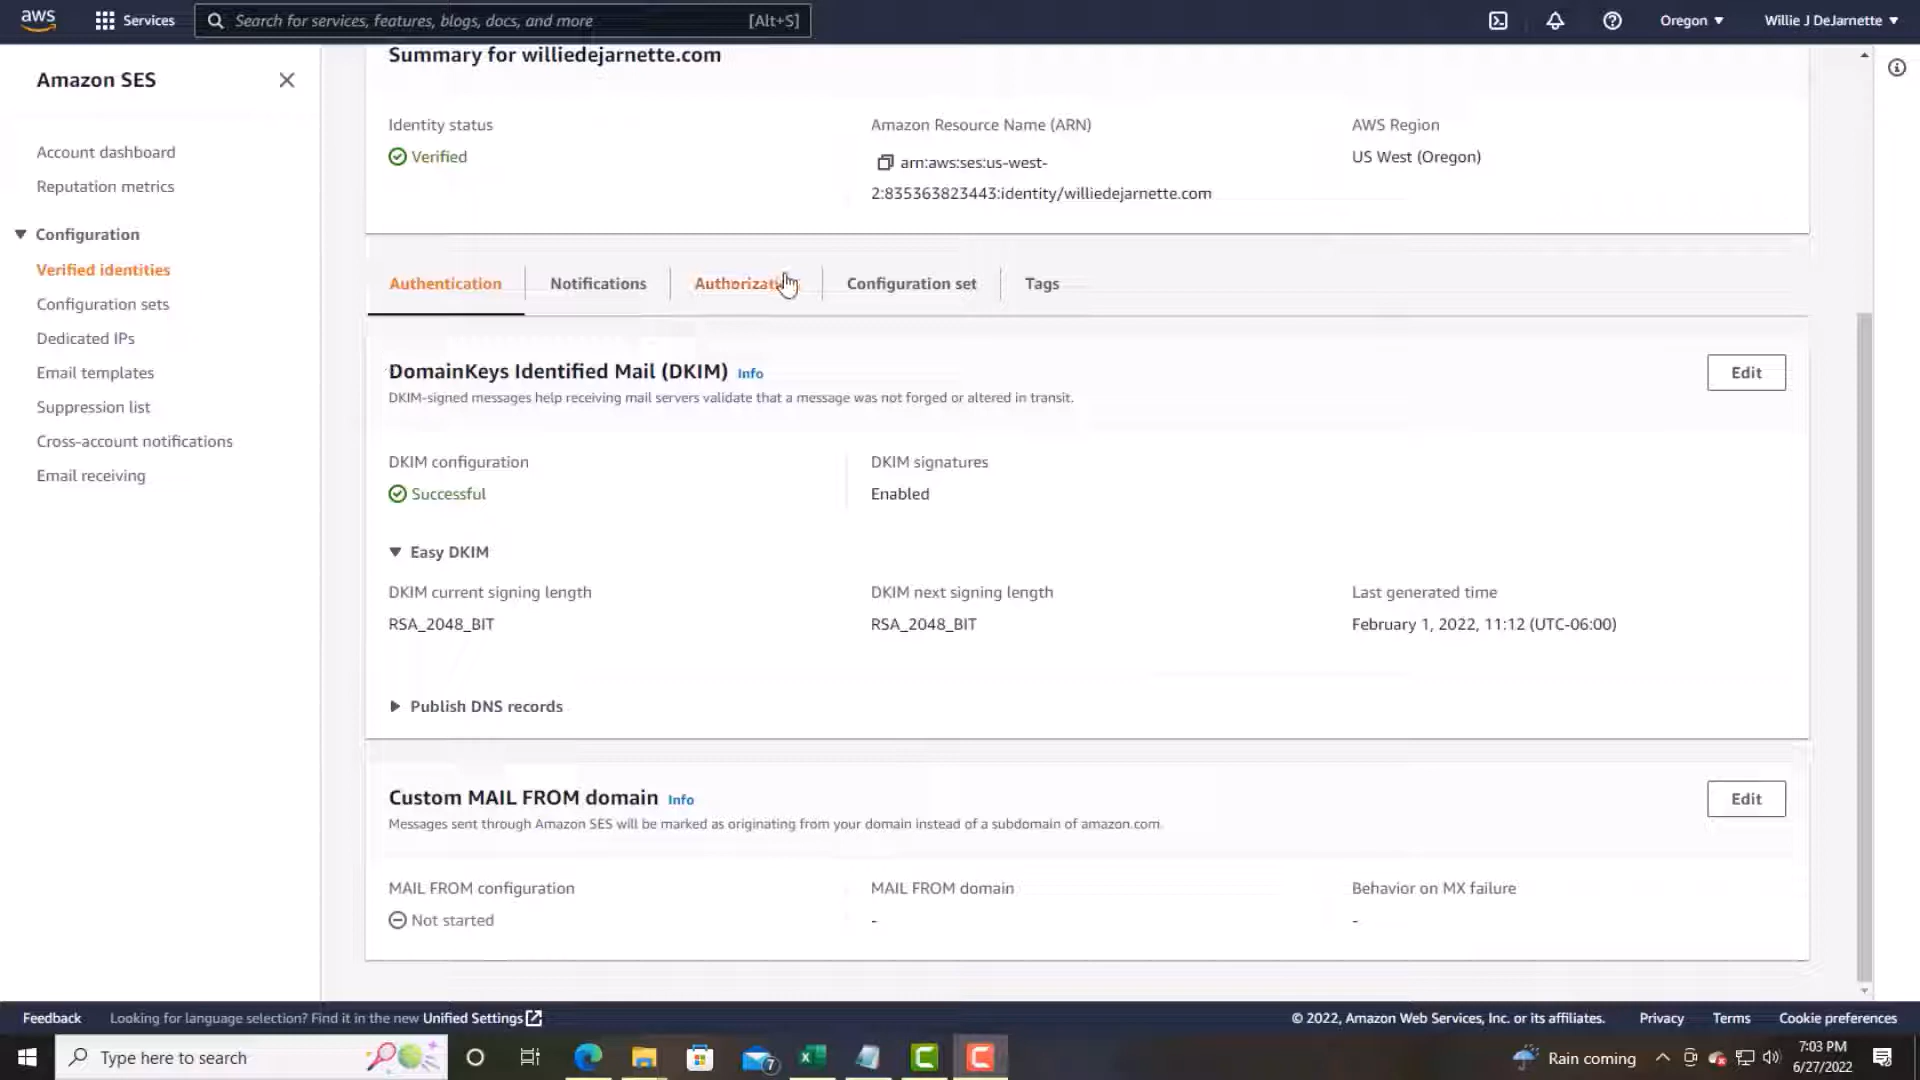 aws
Services
Search for services, features, blogs, docs, and more
[Alt+S]
Oregon
Willie J DeJarnette
Amazon SES
Account dashboard
Reputation metrics
Configuration
Verified identities
Configuration sets
Dedicated IPs
Email templates
Suppression list
Cross-account notifications
Email receiving
Summary for williedejarnette.com
Identity status
Verified
Amazon Resource Name (ARN)
arn:aws:ses:us-west-
2:835363823443:identity/williedejarnette.com
AWS Region
US West (Oregon)
Authentication
Notifications
Configuration set
Tags
DomainKeys Identified Mail (DKIM) Info
Edit
DKIM-signed messages help receiving mail servers validate that a message was not forged or altered in transit.
DKIM configuration
Successful
DKIM signatures
Enabled
Easy DKIM
DKIM current signing length
RSA_2048_BIT
DKIM next signing length
RSA_2048_BIT
Last generated time
February 1, 2022, 11:12 (UTC-06:00)
Publish DNS records
Custom MAIL FROM domain Info
Edit
Messages sent through Amazon SES will be marked as originating from your domain instead of a subdomain of amazon.com.
MAIL FROM configuration
Not started
MAIL FROM domain
-
Behavior on MX failure
-
Feedback
Looking for language selection? Find it in the new Unified Settings
© 2022, Amazon Web Services, Inc. or its affiliates.
Privacy
Terms
Cookie preferences
Type here to search
7
Rain coming
7:03 PM
6/27/2022